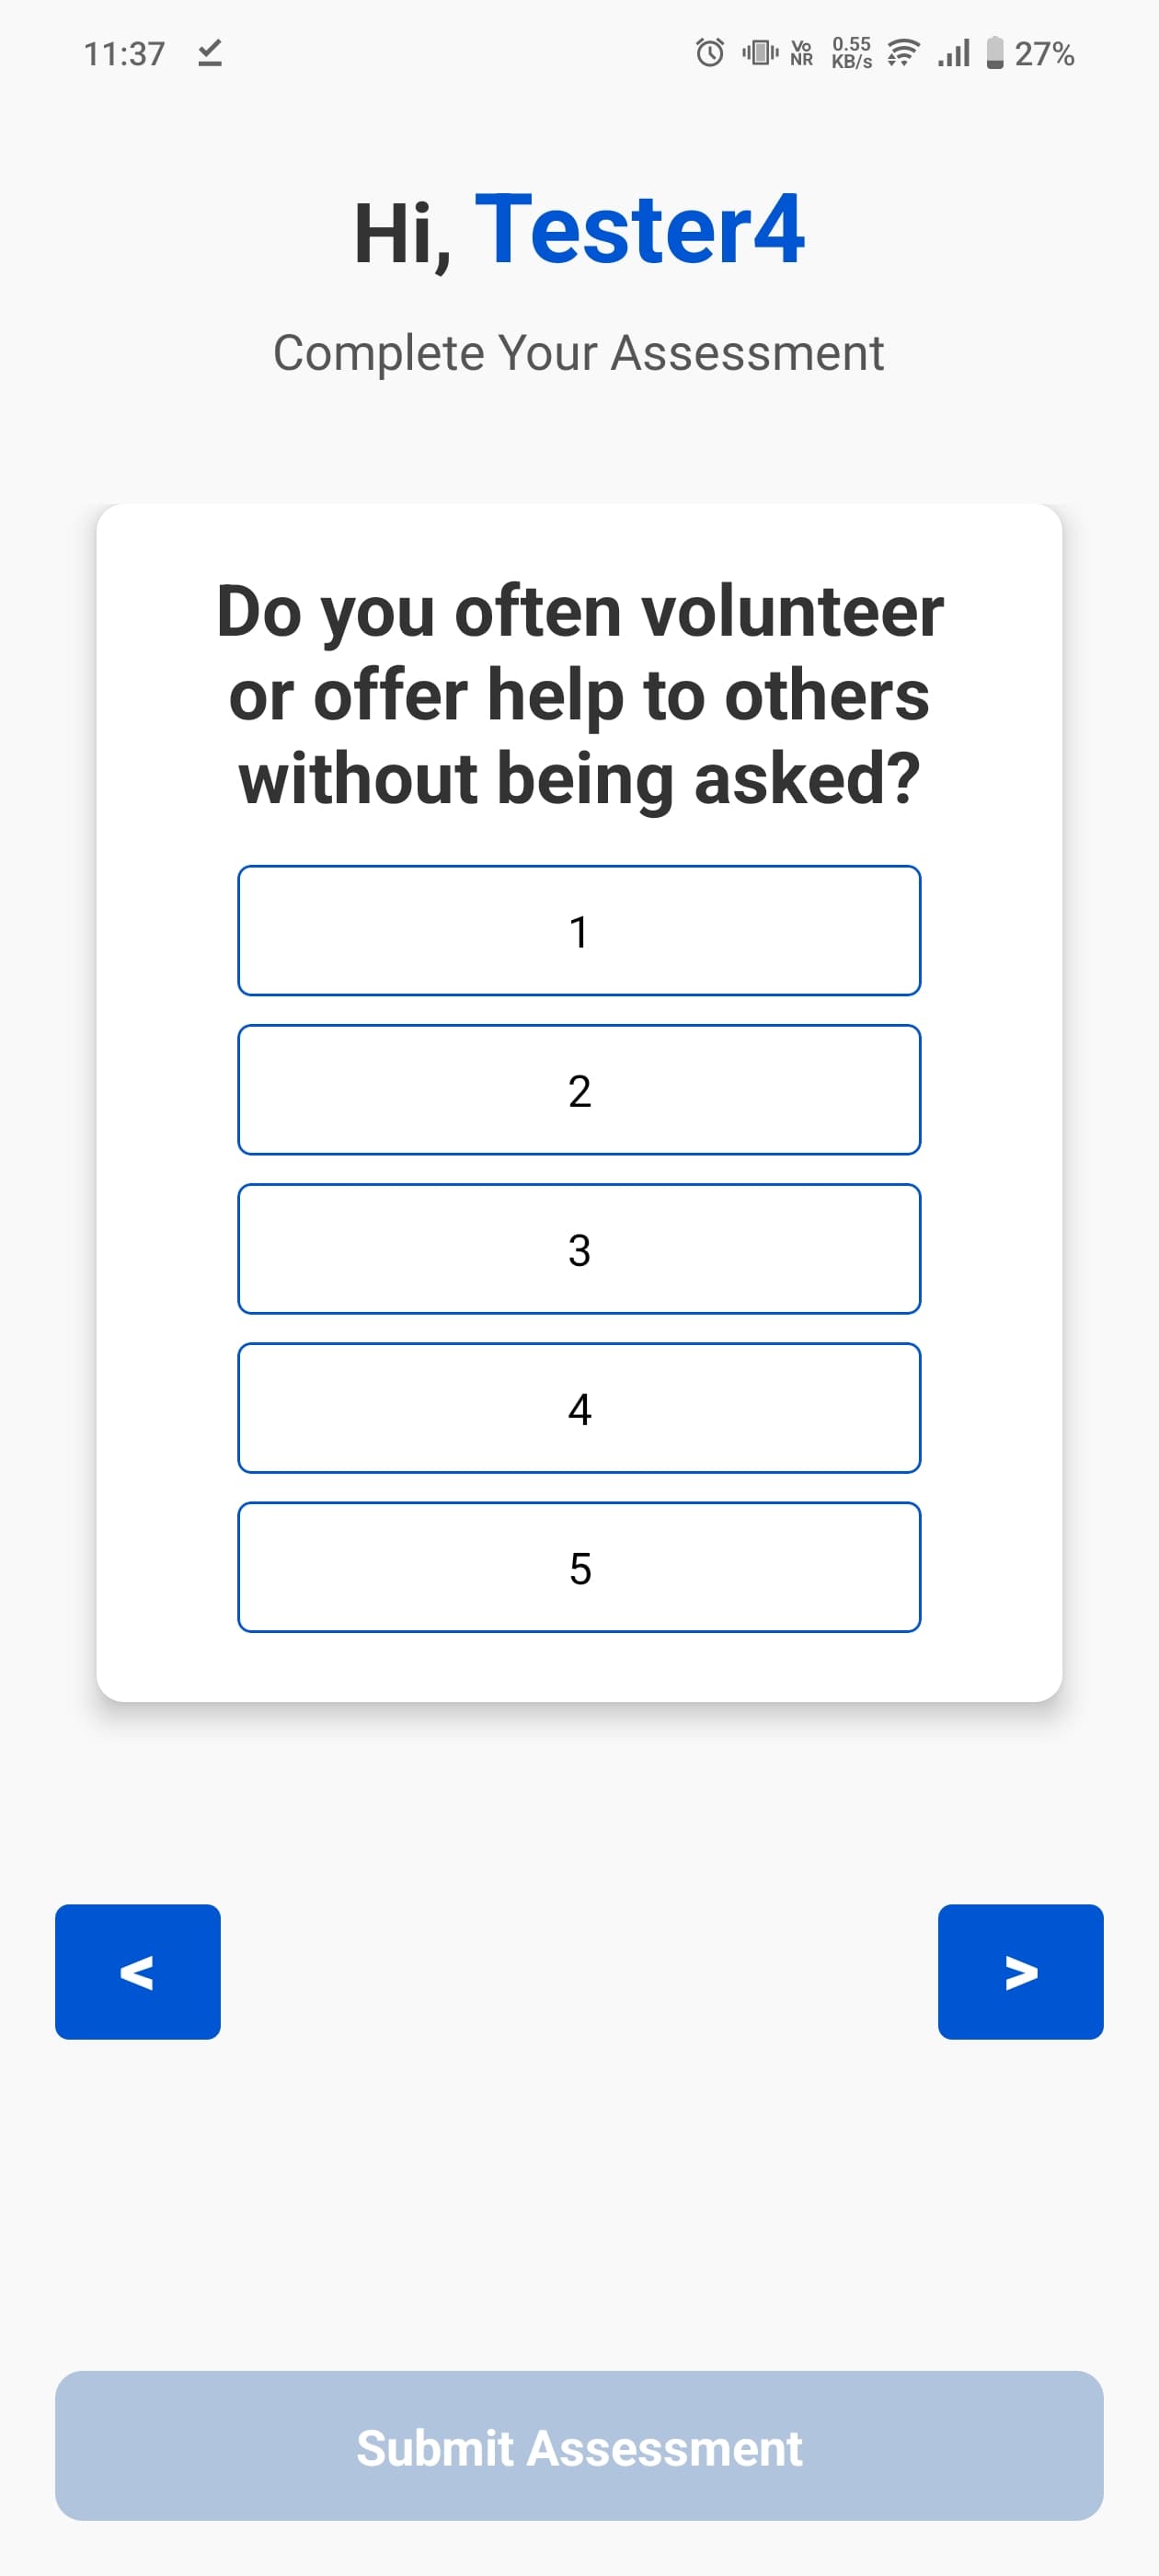 11:37
Vo
NR
0.55
KB/s
27%
Hi, Tester4
Complete Your Assessment
Do you often volunteer
or offer help to others
without being asked?
1
2
3
4
5
<
>
Submit Assessment